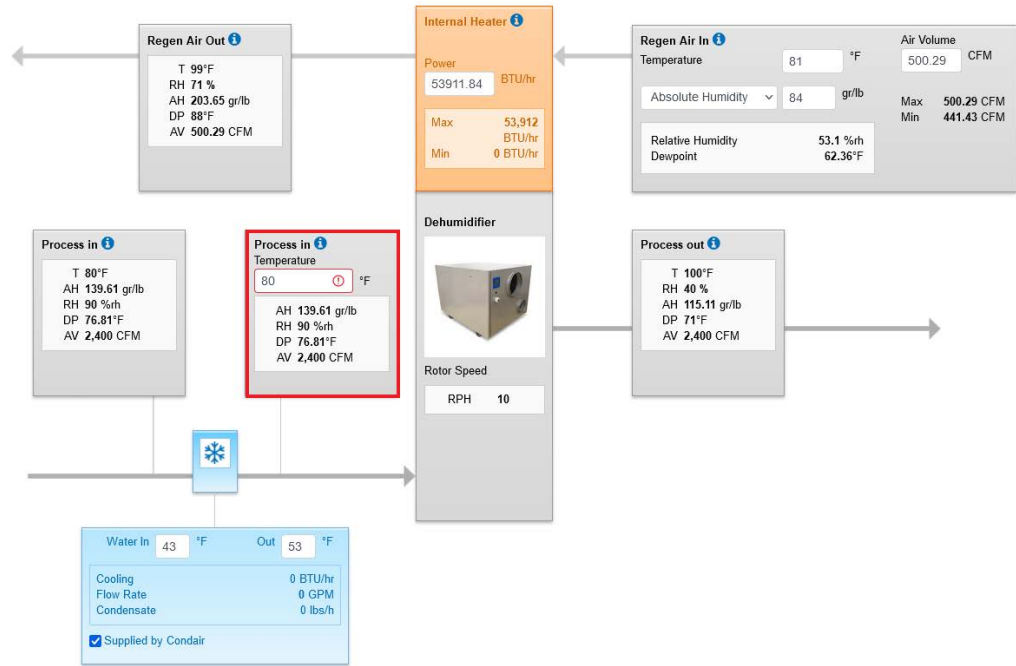 Regen Air Out
T 99°F
RH 71 %
AH 203.65 gr/lb
DP 88°F
AV 500.29 CFM
Internal Heater
Power
53911.84 BTU/hr
Max 53,912
BTU/hr
Min 0 BTU/hr
Regen Air In
Temperature 81 °F
Absolute Humidity 84 gr/lb
Relative Humidity 53.1 %rh
Dewpoint 62.36°F
Air Volume
500.29 CFM
Max 500.29 CFM
Min 441.43 CFM
Process in
T 80°F
AH 139.61 gr/lb
RH 90 %rh
DP 76.81°F
AV 2,400 CFM
Process in
Temperature
80 °F
AH 139.61 gr/lb
RH 90 %rh
DP 76.81°F
AV 2,400 CFM
Dehumidifier
Rotor Speed
RPH 10
Process out
T 100°F
RH 40 %
AH 115.11 gr/lb
DP 71°F
AV 2,400 CFM
Water In 43 °F Out 53 °F
Cooling 0 BTU/hr
Flow Rate 0 GPM
Condensate 0 lbs/h
Supplied by Condair